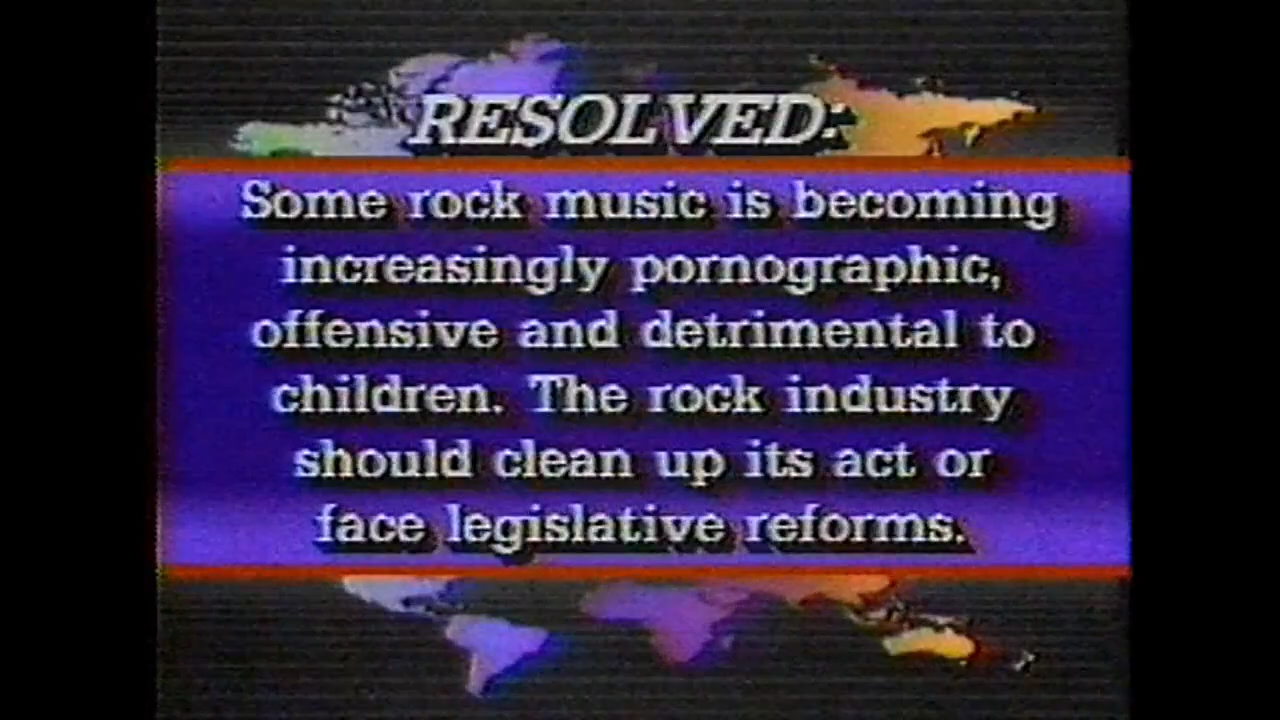 RESOLVED:
Some rock music is becoming
increasingly pornographic,
offensive and detrimental to
children. The rock industry
should clean up its act or
face legislative reforms.